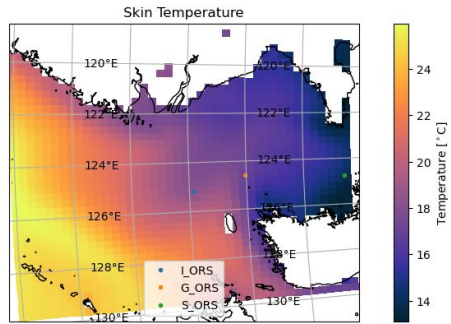 Skin Temperature
120°E
120°E
122°E
122°E
124°E
124°E
126°E
126°E
128°E
128°E
130°E
130°E
I_ORS
G_ORS
S_ORS
24
22
20
18
16
14
Temperature [°C]